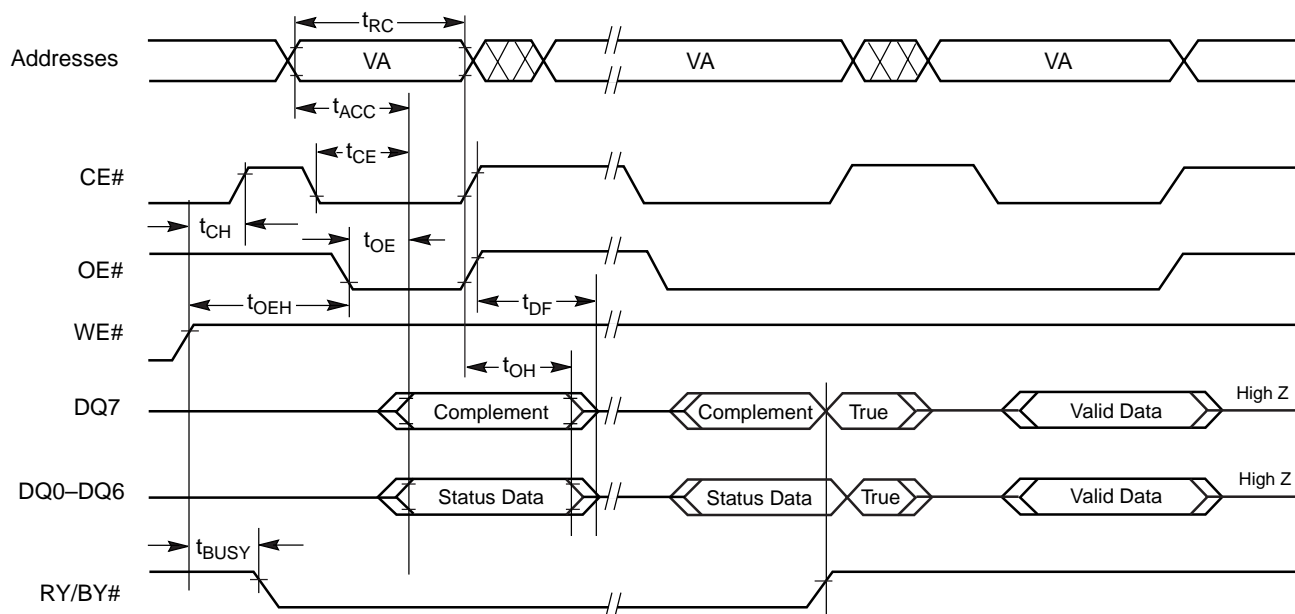 tRC
Addresses VA VA VA
tACC
tCE
CE#
tCH
tOE
OE#
tOEH tDF
WE#
tOH
DQ7 Complement Complement True Valid Data High Z
DQ0–DQ6 Status Data Status Data True Valid Data High Z
tBUSY
RY/BY#